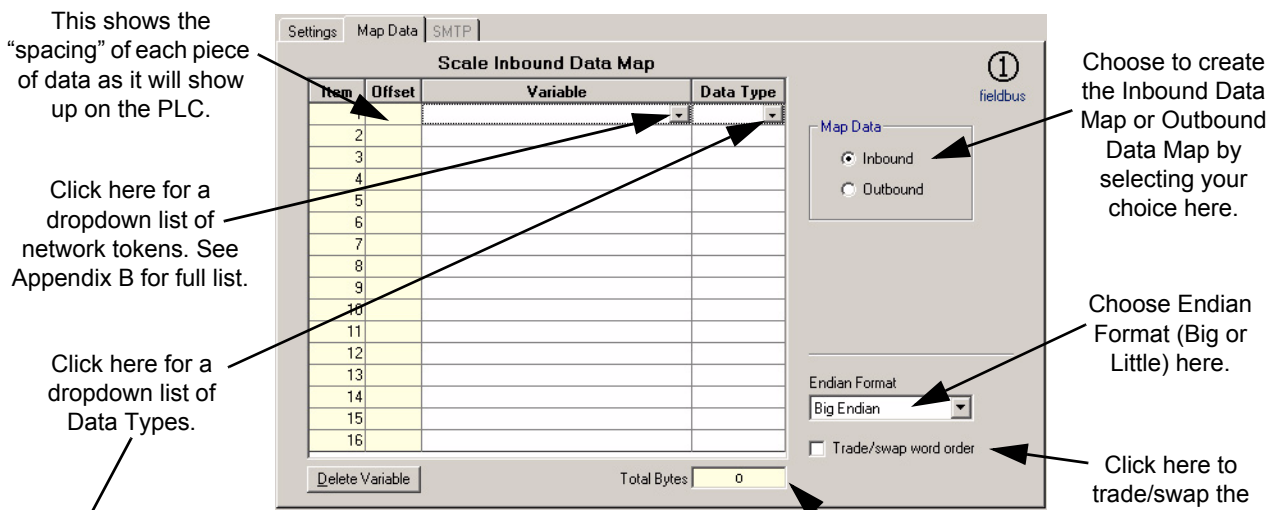 This shows the
“spacing” of each piece
of data as it will show
up on the PLC.
Click here for a
dropdown list of
network tokens. See
Appendix B for full list.
Click here for a
dropdown list of
Data Types.
Settings Map Data SMTP
Scale Inbound Data Map
Item Offset Variable Data Type
1
2
3
4
5
6
7
8
9
10
11
12
13
14
15
16
Delete Variable Total Bytes 0
1
fieldbus
Map Data
Inbound
Outbound
Endian Format
Big Endian
Trade/swap word order
Choose to create
the Inbound Data
Map or Outbound
Data Map by
selecting your
choice here.
Choose Endian
Format (Big or
Little) here.
Click here to
trade/swap the